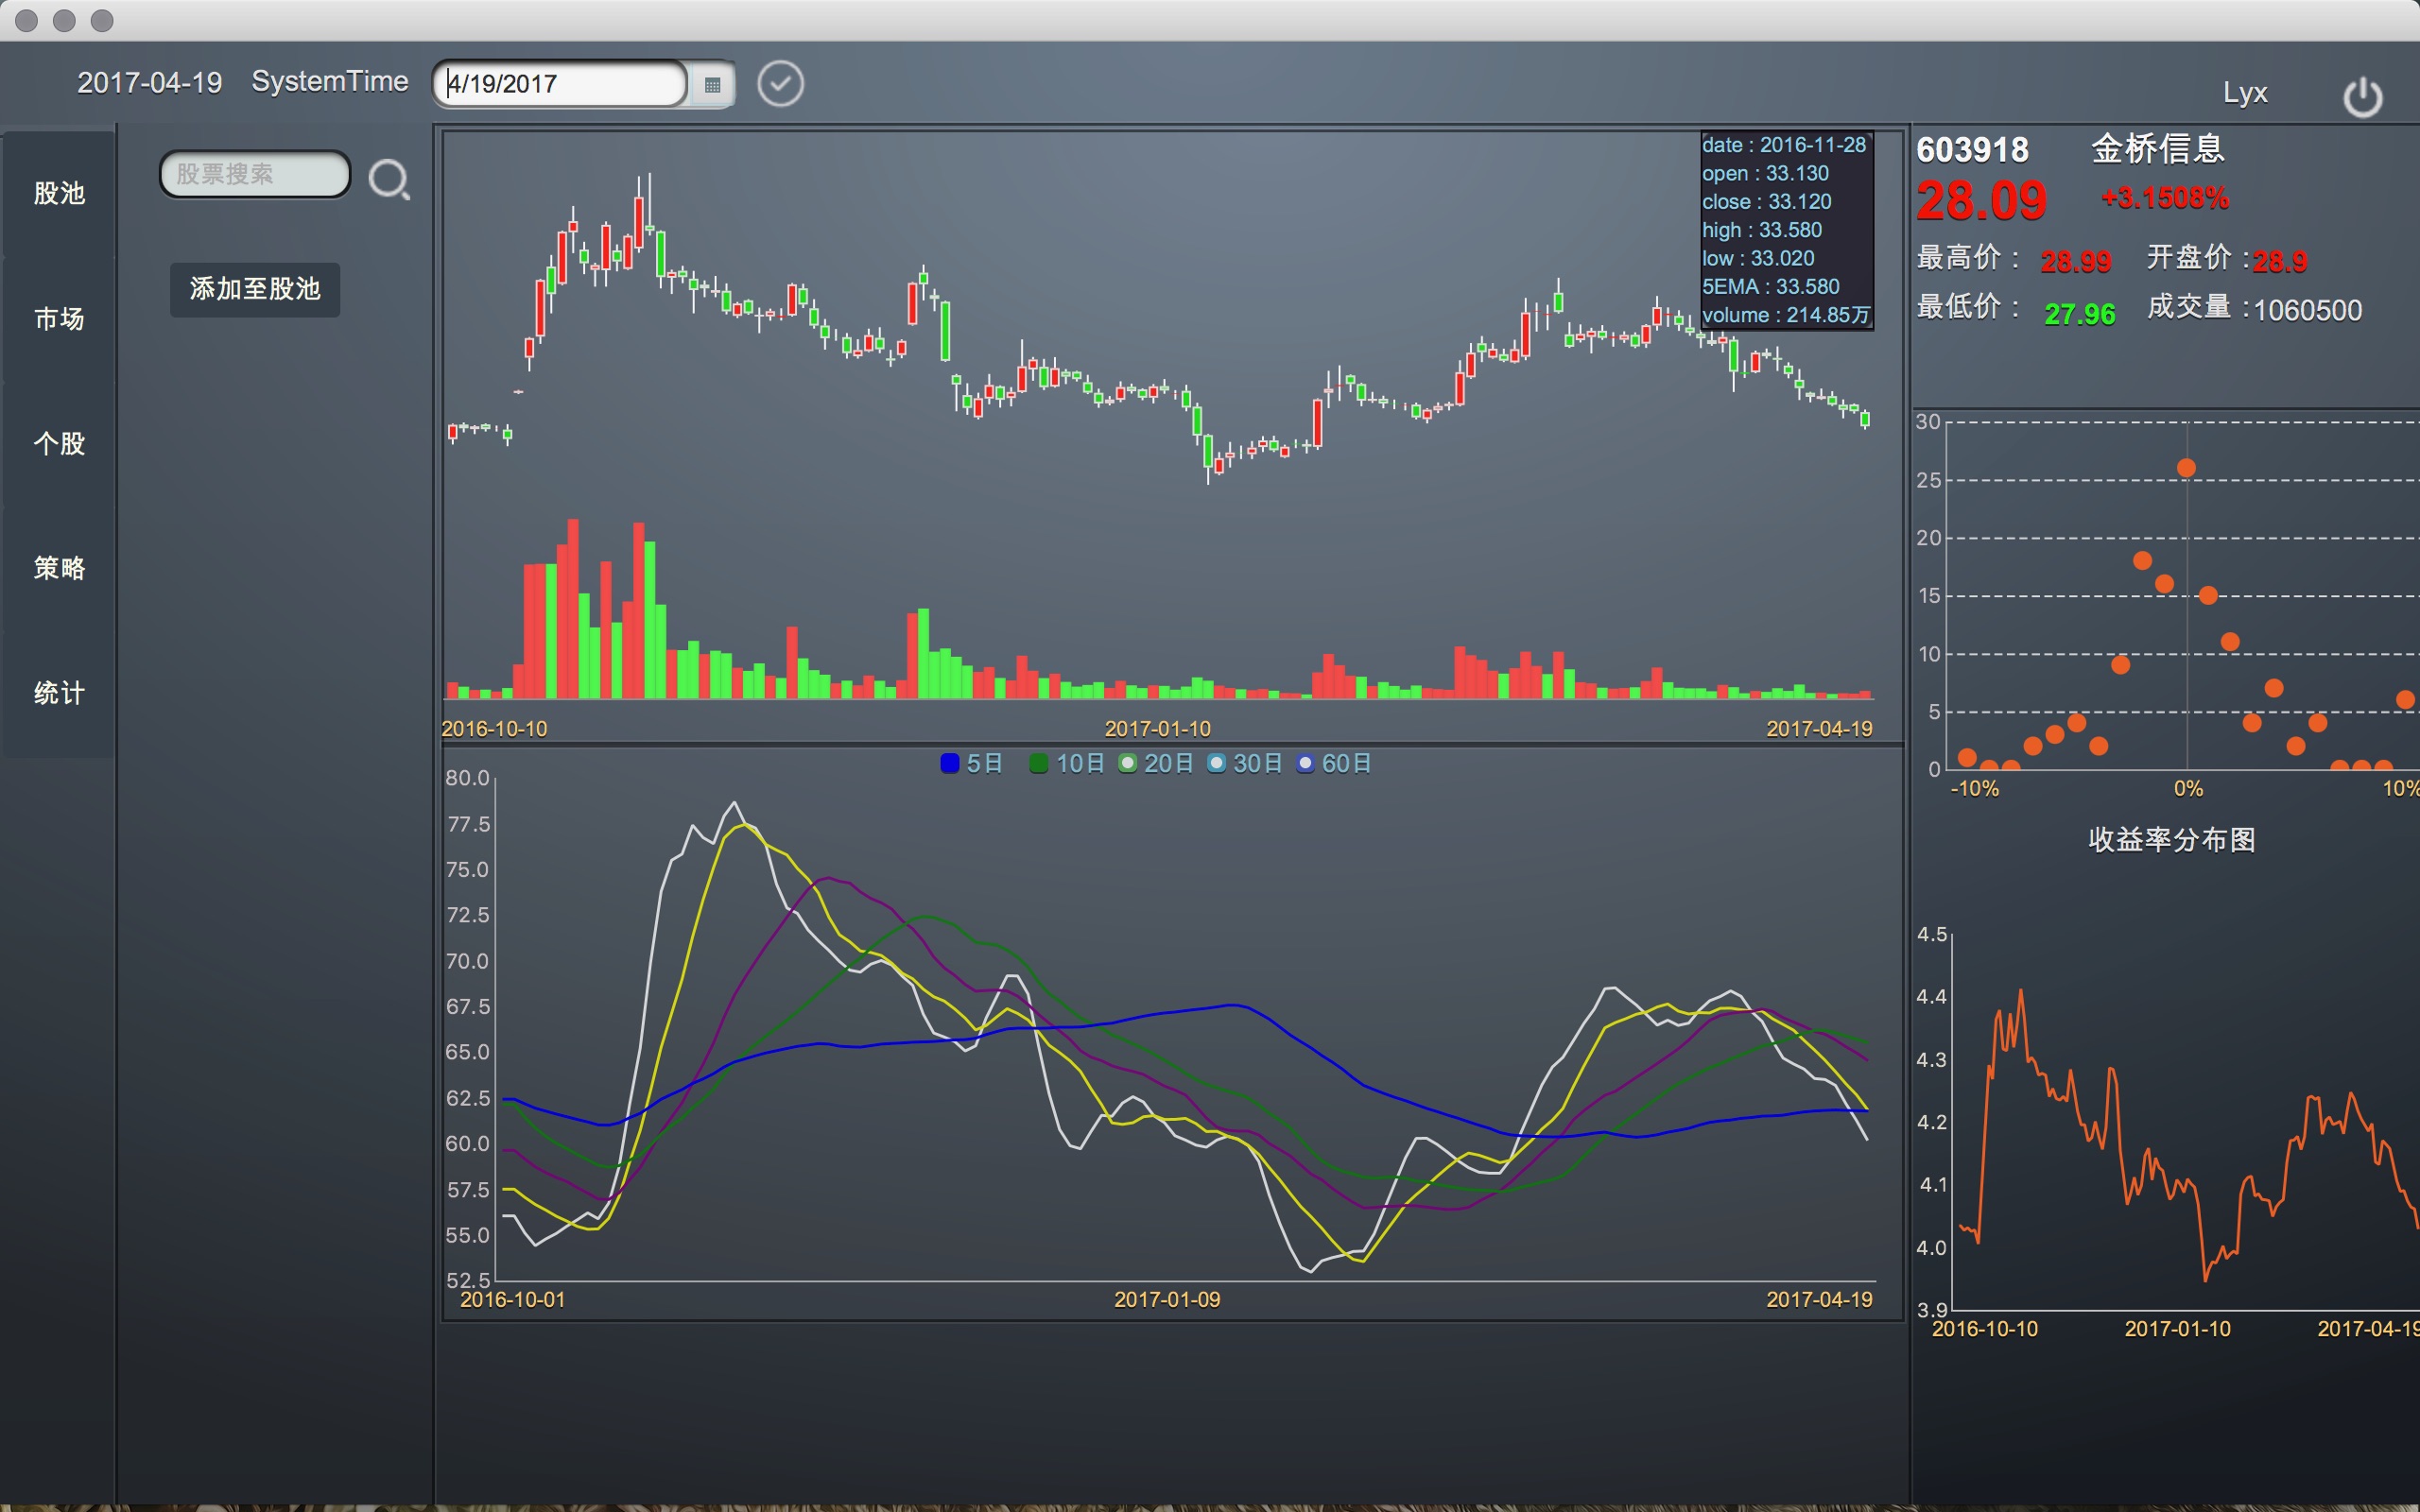 2017-04-19 SystemTime 4/19/2017
Lyx
股池
市场
个股
策略
统计
股票搜索
添加至股池
date : 2016-11-28
open : 33.130
close : 33.120
high : 33.580
low : 33.020
5EMA : 33.580
volume : 214.85万
2016-10-10 2017-01-10 2017-04-19
5日 10日 20日 30日 60日
80.0
77.5
75.0
72.5
70.0
67.5
65.0
62.5
60.0
57.5
55.0
52.5
2016-10-01 2017-01-09 2017-04-19
603918 金桥信息
28.09 +3.1508%
最高价 : 28.99 开盘价 :28.9
最低价 : 27.96 成交量 :1060500
30
25
20
15
10
5
0
-10% 0% 10%
收益率分布图
4.5
4.4
4.3
4.2
4.1
4.0
3.9
2016-10-10 2017-01-10 2017-04-19